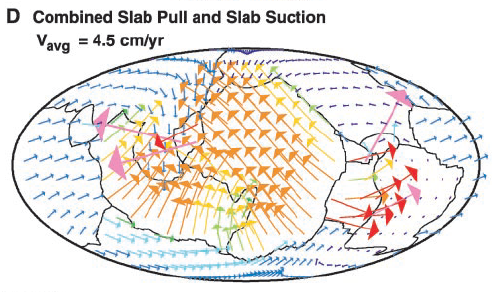 D Combined Slab Pull and Slab Suction
Vavg = 4.5 cm/yr